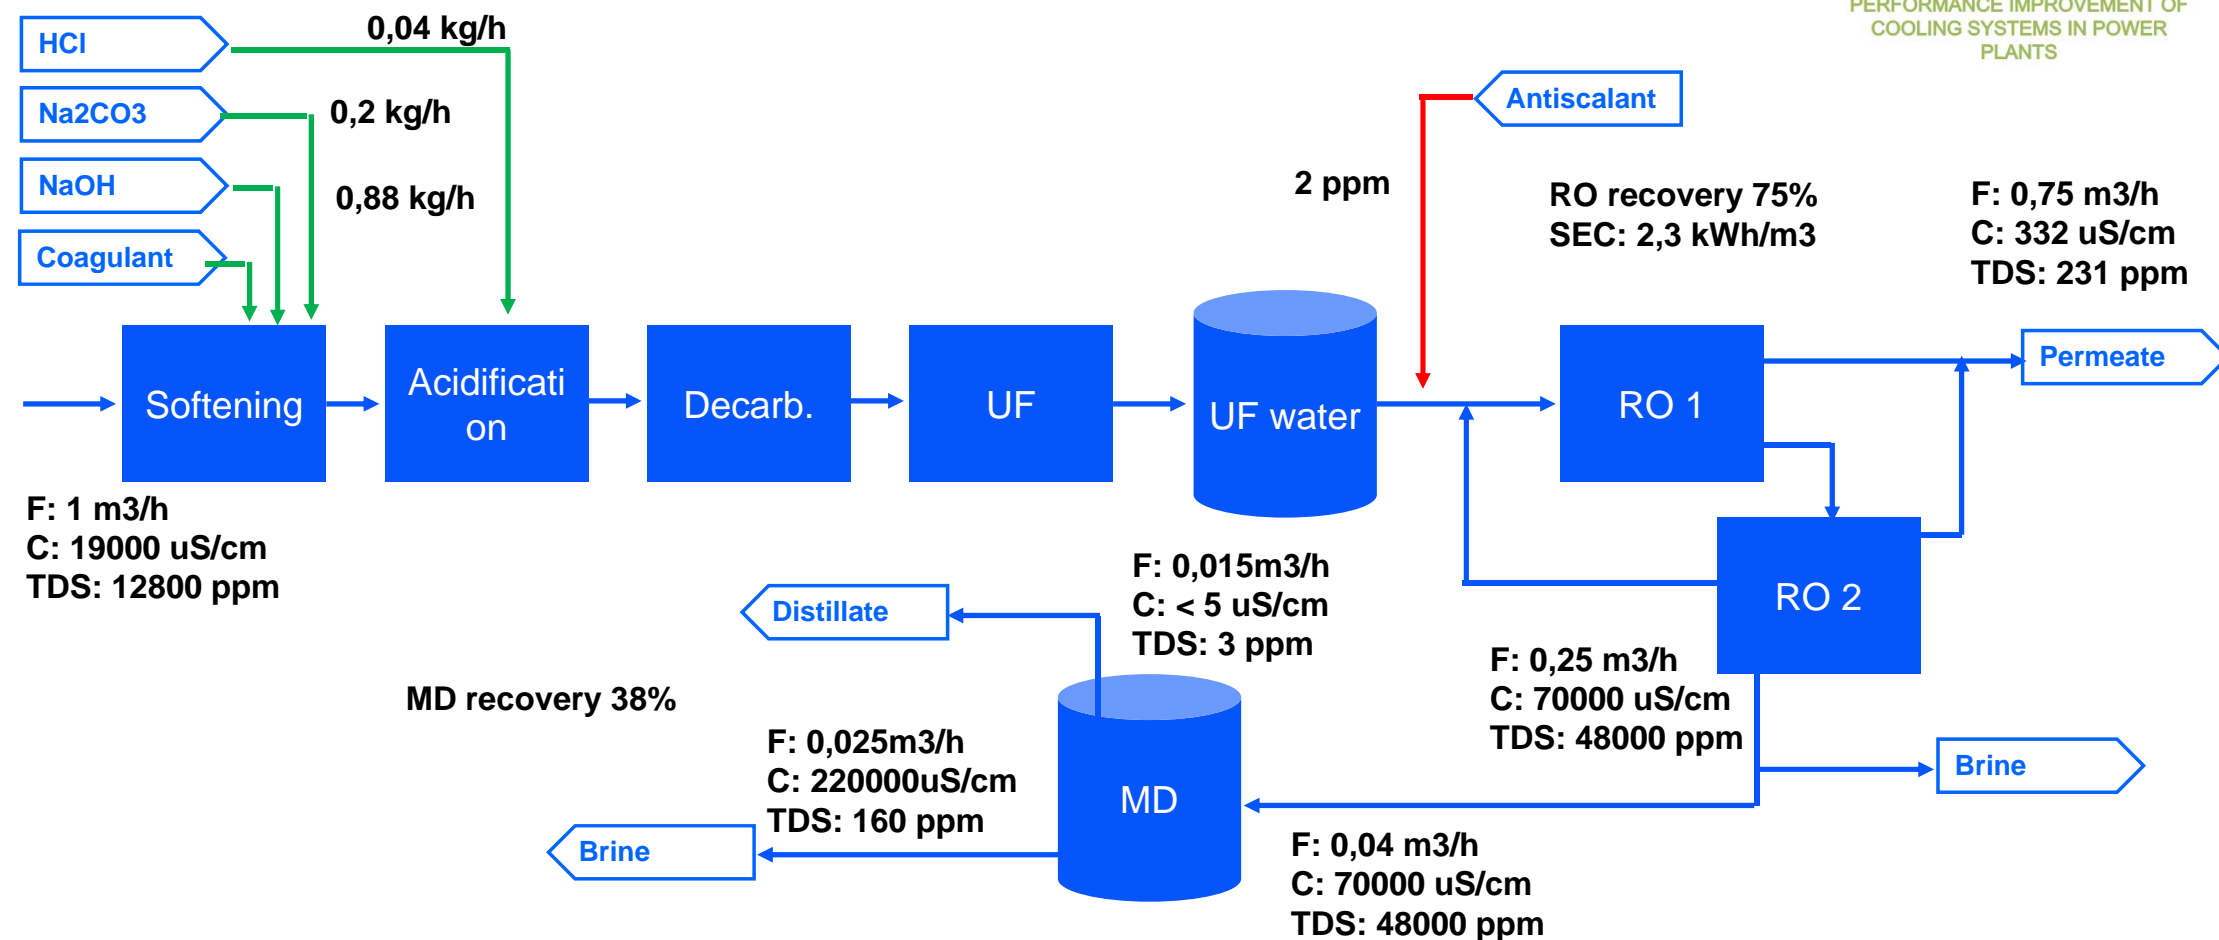 PERFORMANCE IMPROVEMENT OF
COOLING SYSTEMS IN POWER
PLANTS
HCl
0,04 kg/h
Na2CO3
0,2 kg/h
NaOH
0,88 kg/h
Coagulant
Antiscalant
2 ppm
RO recovery 75%
SEC: 2,3 kWh/m3
F: 0,75 m3/h
C: 332 uS/cm
TDS: 231 ppm
Softening
Acidificati
on
Decarb.
UF
UF water
RO 1
Permeate
F: 1 m3/h
C: 19000 uS/cm
TDS: 12800 ppm
Distillate
F: 0,015m3/h
C: < 5 uS/cm
TDS: 3 ppm
RO 2
MD recovery 38%
F: 0,25 m3/h
C: 70000 uS/cm
TDS: 48000 ppm
F: 0,025m3/h
C: 220000uS/cm
TDS: 160 ppm
MD
Brine
Brine
F: 0,04 m3/h
C: 70000 uS/cm
TDS: 48000 ppm